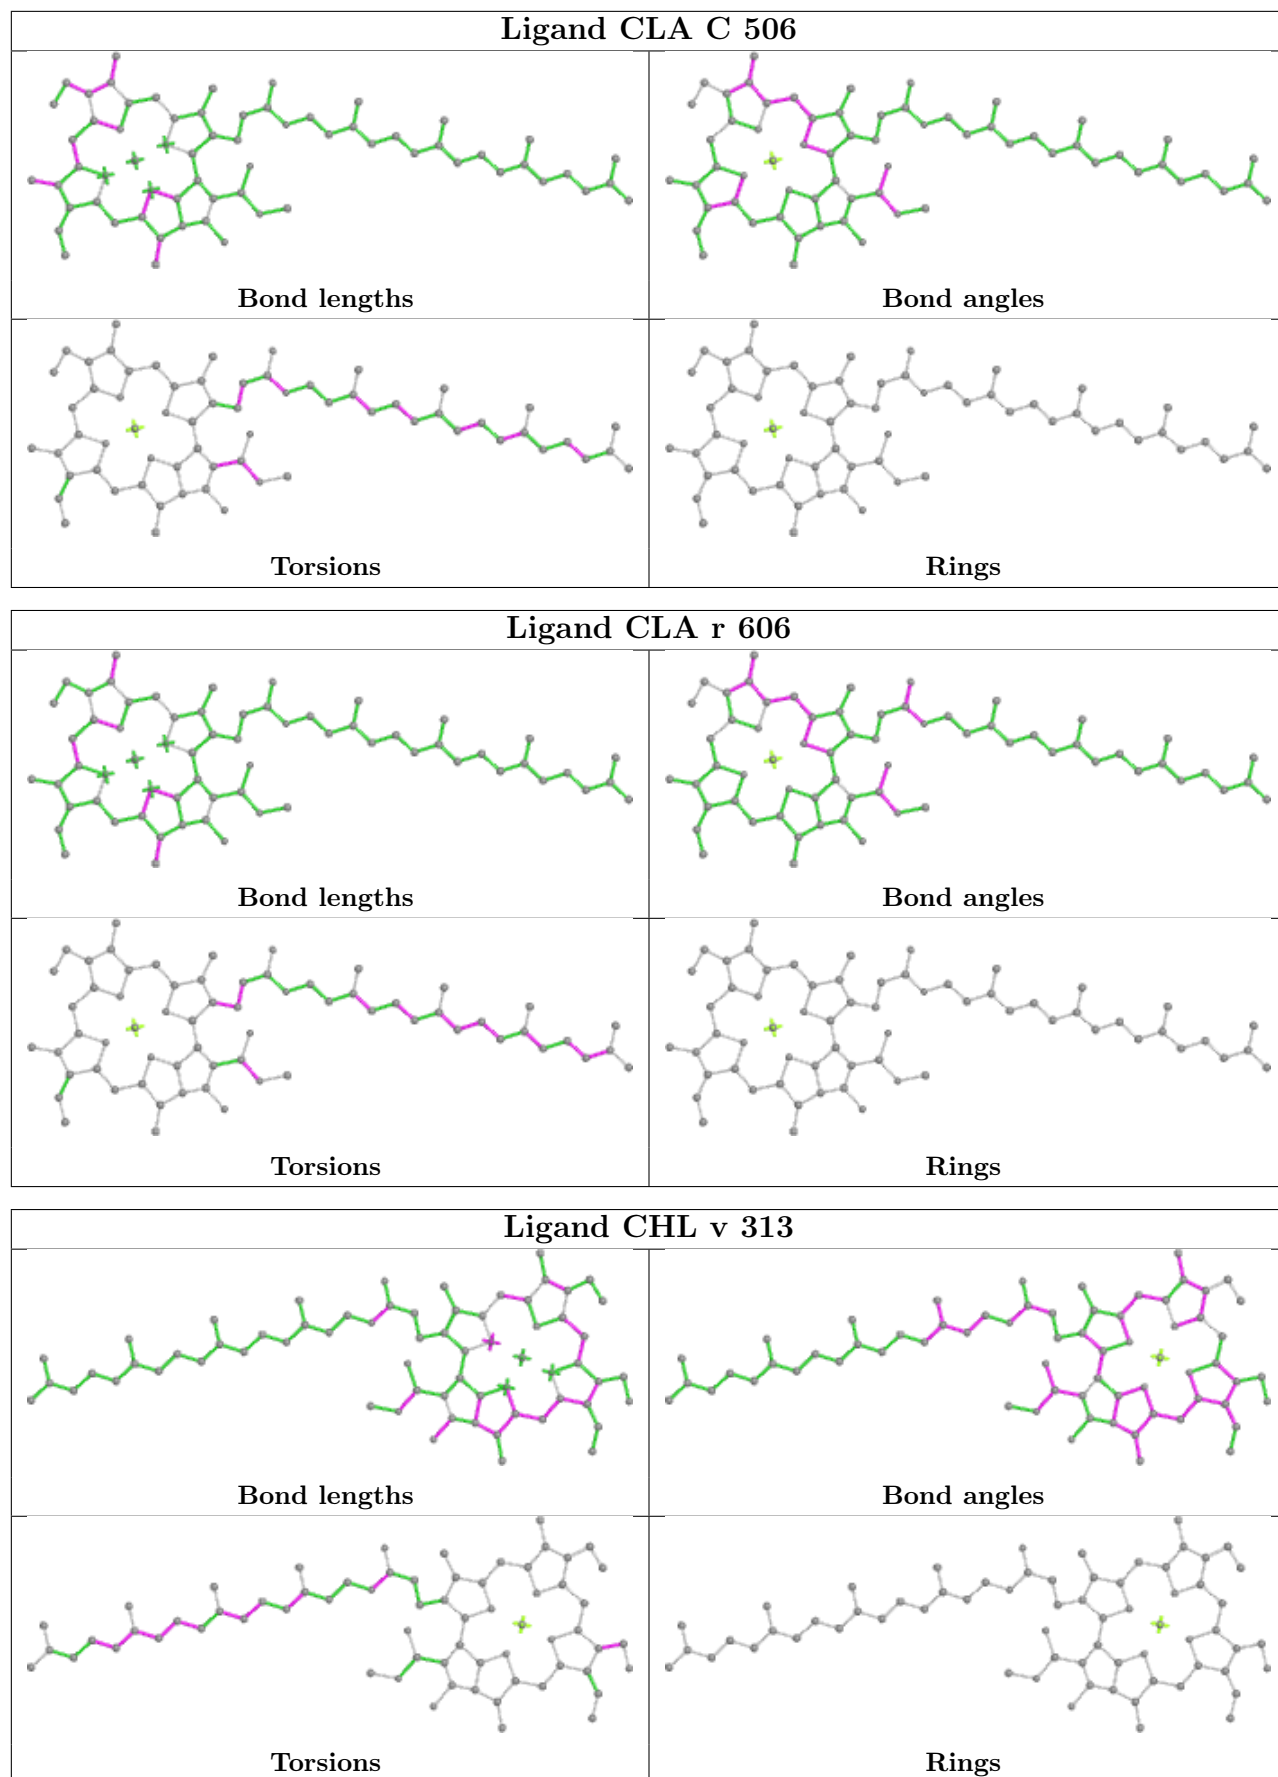 Ligand CLA C 506
Bond lengths
Bond angles
Torsions
Rings
Ligand CLA r 606
Bond lengths
Bond angles
Torsions
Rings
Ligand CHL v 313
Bond lengths
Bond angles
Torsions
Rings